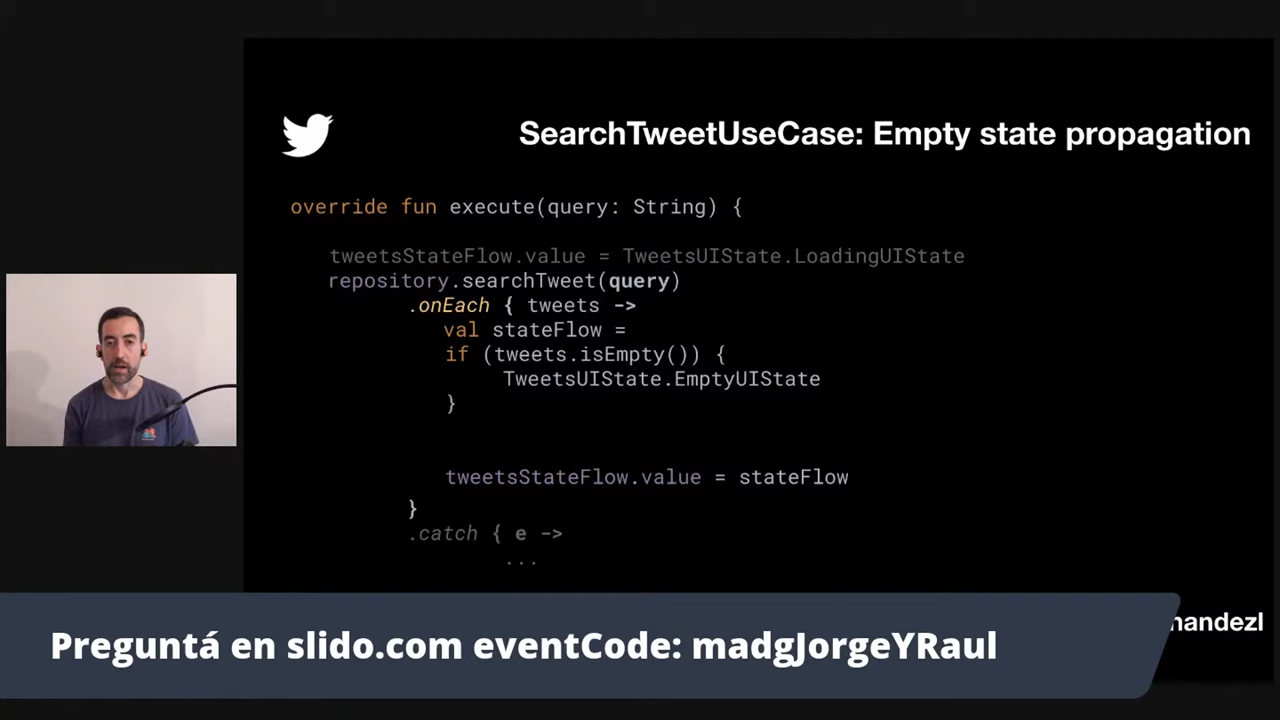 SearchTweetUseCase: Empty state propagation
override fun execute(query: String) {
tweetsStateFlow.value = TweetsUIState.LoadingUIState
repository.searchTweet(query)
.onEach { tweets ->
val stateFlow =
if (tweets.isEmpty()) {
TweetsUIState.EmptyUIState
}
tweetsStateFlow.value = stateFlow
}
.catch { e ->
...
nandezl
Preguntá en slido.com eventCode: madgJorgeYRaul